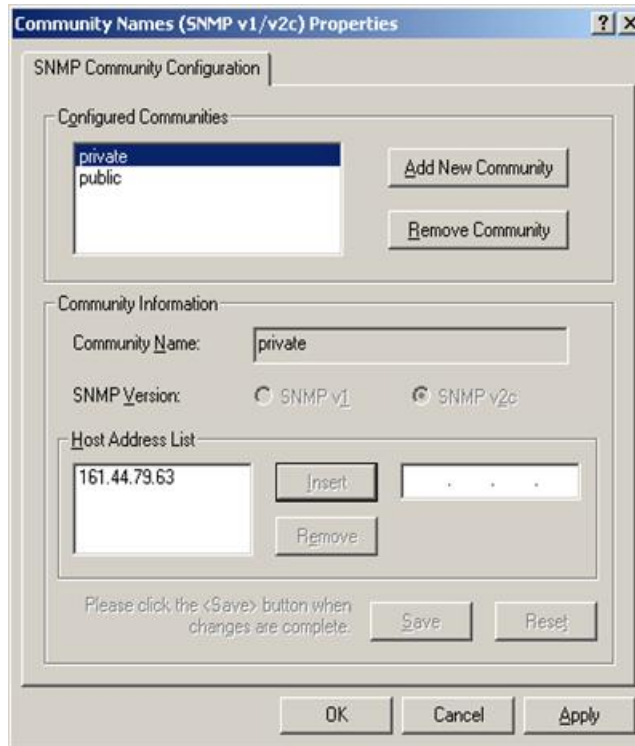 Community Names (SNMP v1/v2c) Properties
SNMP Community Configuration
Configured Communities
private
public
Add New Community
Remove Community
Community Information
Community Name: private
SNMP Version: SNMP v1 SNMP v2c
Host Address List
161.44.79.63
Insert
. . .
Remove
Please click the <Save> button when
changes are complete.
Save
Reset
OK
Cancel
Apply